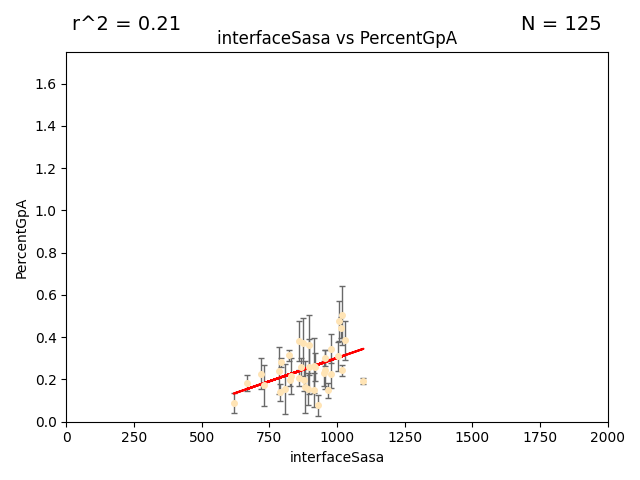 r^2 = 0.21
N = 125
interfaceSasa vs PercentGpA
PercentGpA
1.6
1.4
1.2
1.0
0.8
0.6
0.4
0.2
0.0
0 250 500 750 1000 1250 1500 1750 2000
interfaceSasa